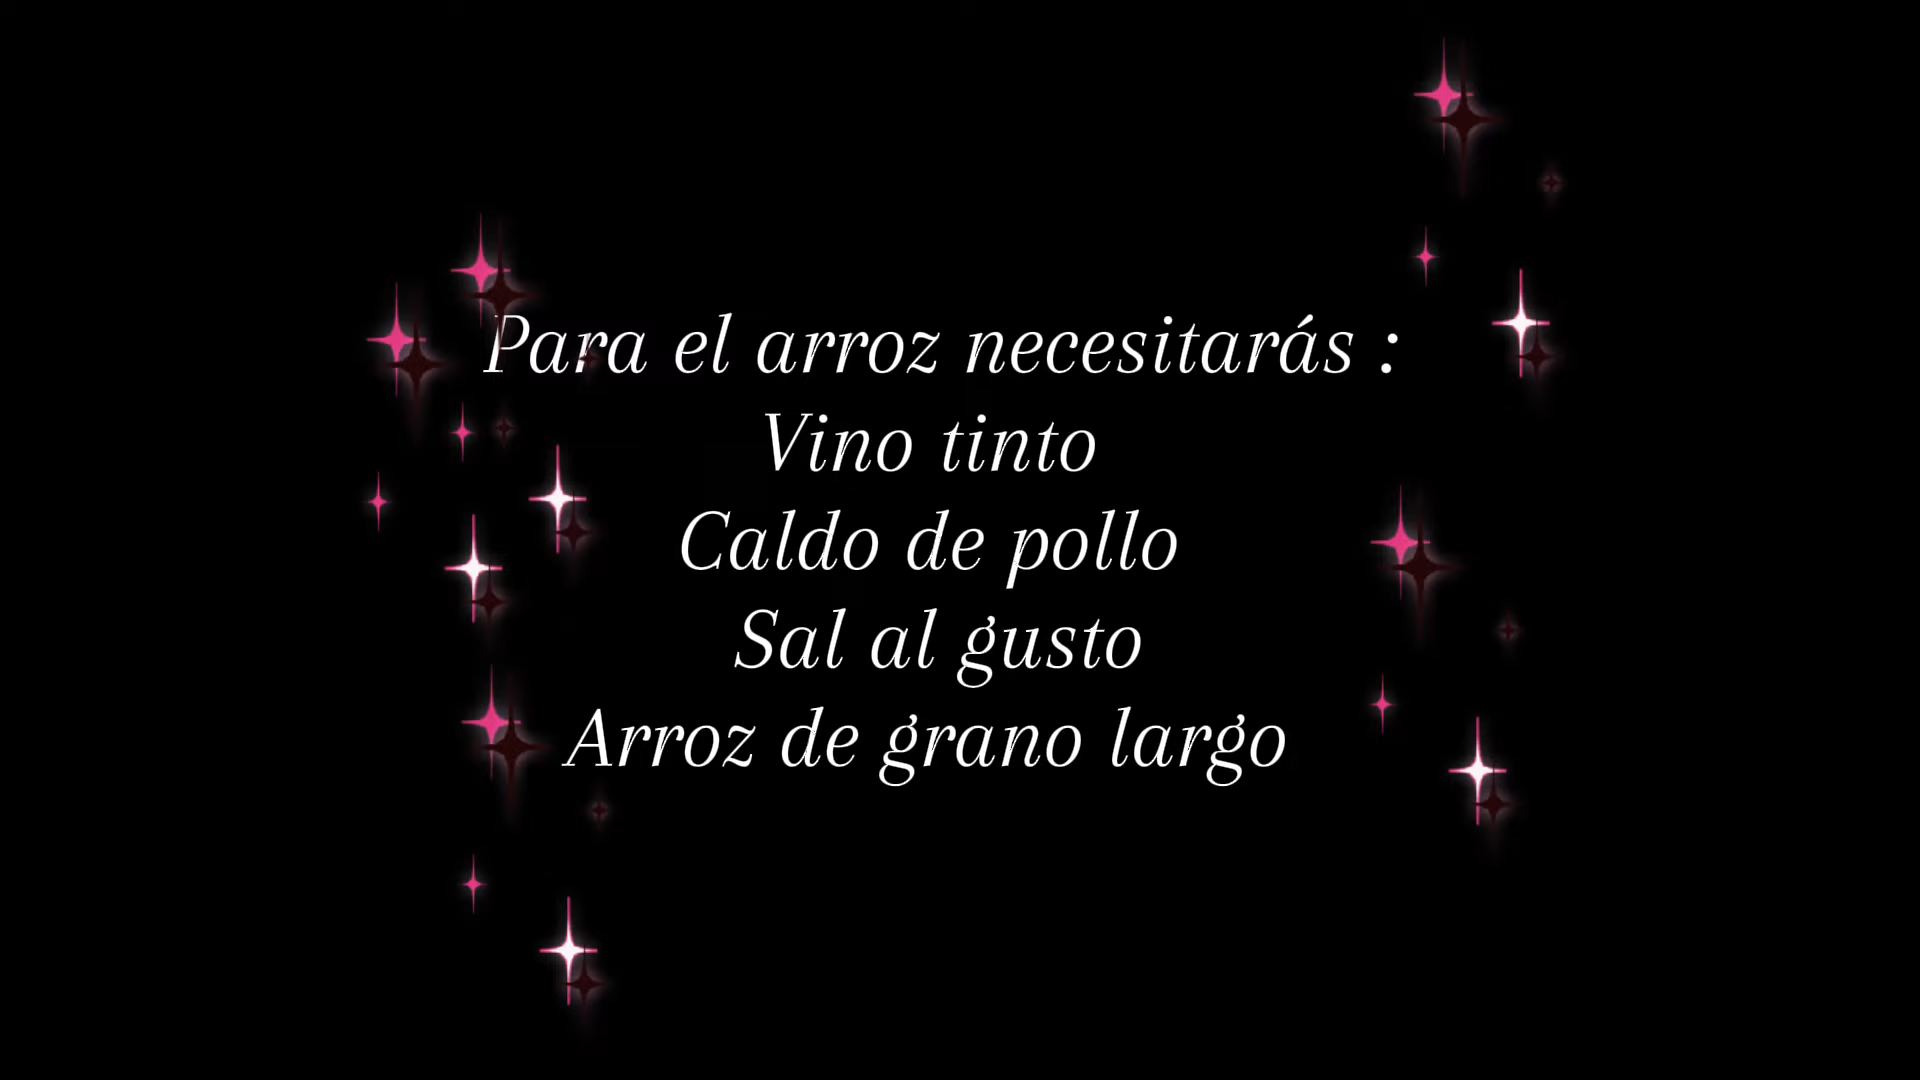 Para el arroz necesitarás :
Vino tinto
Caldo de pollo
Sal al gusto
Arroz de grano largo